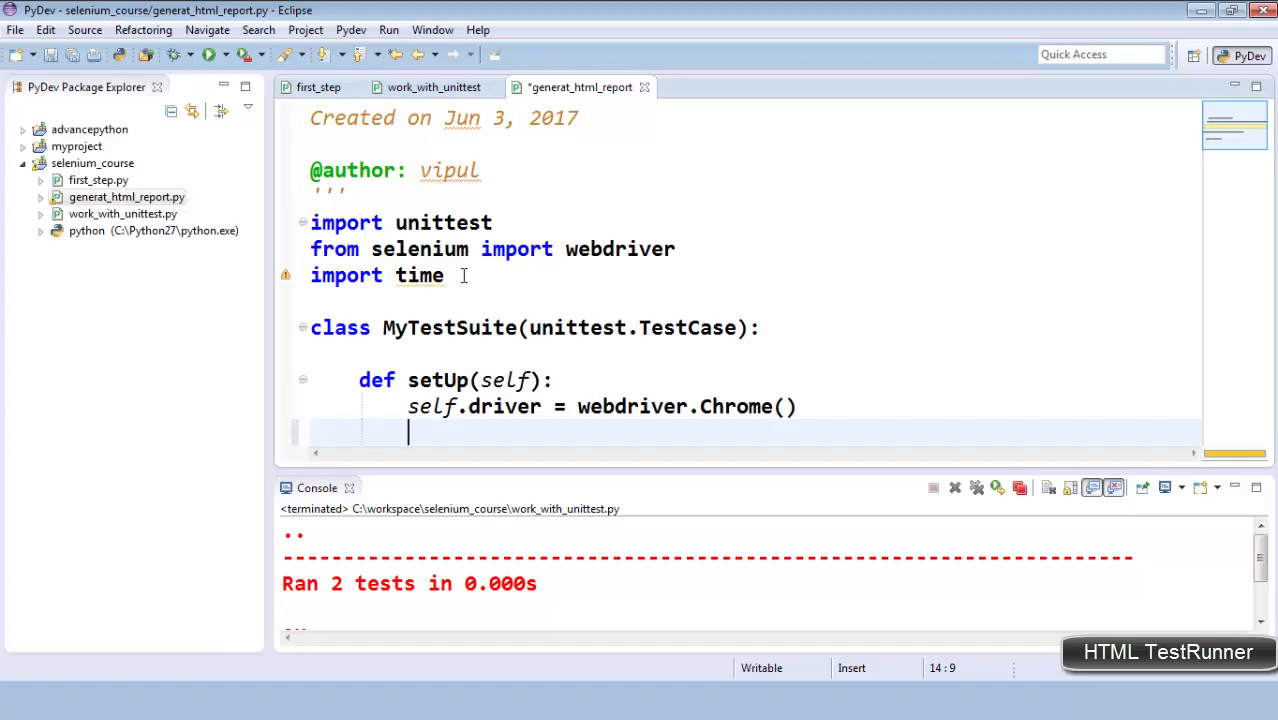 PyDev - selenium_course/generat_html_report.py - Eclipse
File Edit Source Refactoring Navigate Search Project Pydev Run Window Help
Quick Access
PyDev
PyDev Package Explorer
advancepython
myproject
selenium_course
first_step.py
generat_html_report.py
work_with_unittest.py
python (C:\Python27\python.exe)
first_step
work_with_unittest
*generat_html_report
Created on Jun 3, 2017
@author: vipul
'''
import unittest
from selenium import webdriver
import time
class MyTestSuite(unittest.TestCase):
def setUp(self):
self.driver = webdriver.Chrome()
Console
<terminated> C:\workspace\selenium_course\work_with_unittest.py
..
----------------------------------------------------------------------
Ran 2 tests in 0.000s
HTML TestRunner
Writable
Insert
14 : 9